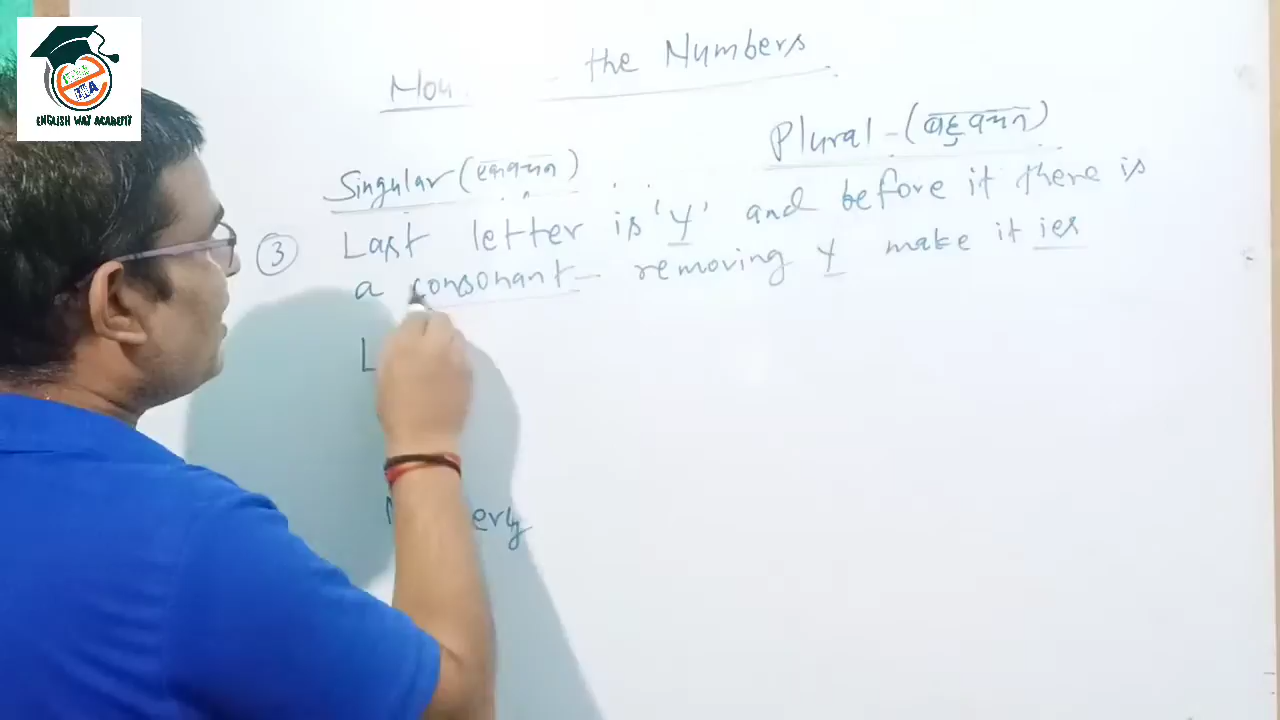 ENGLISH WAY ACADEMY
the Numbers
Singular (एकवचन) Plural - (बहुवचन)
③ Last letter is 'Y' and before it there is
a consonant - removing Y make it ies